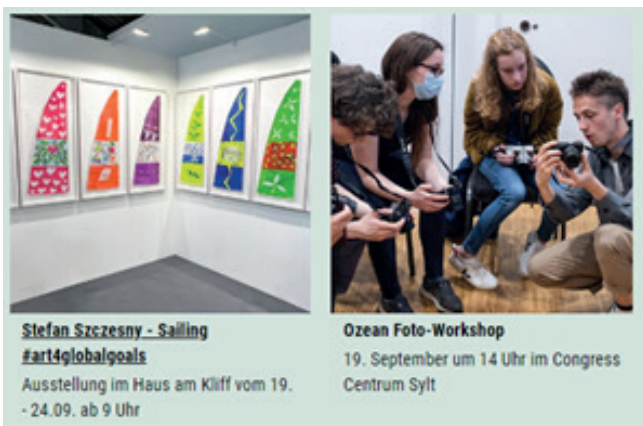 Stefan Szczesny - Sailing
#art4globalgoals
Ausstellung im Haus am Kliff vom 19.
- 24.09. ab 9 Uhr
Ozean Foto-Workshop
19. September um 14 Uhr im Congress
Centrum Sylt